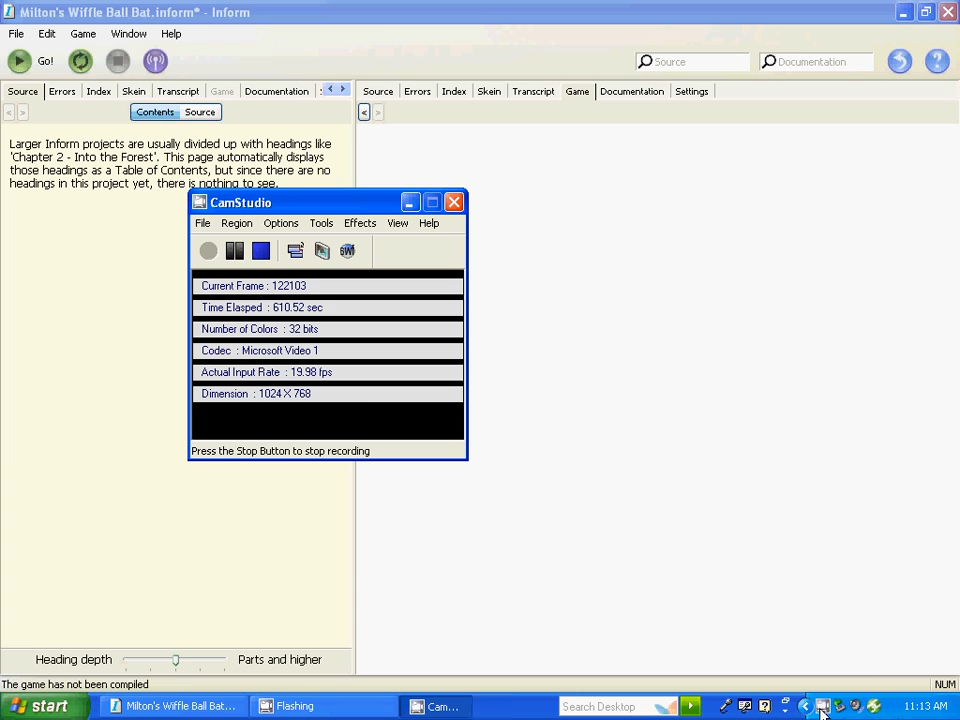 Milton's Wiffle Ball Bat.inform* - Inform
File Edit Game Window Help
Go! Source Documentation
Source Errors Index Skein Transcript Game Documentation Source Errors Index Skein Transcript Game Documentation Settings
< > Contents Source < >
Larger Inform projects are usually divided up with headings like
'Chapter 2 - Into the Forest'. This page automatically displays
those headings as a Table of Contents, but since there are no
headings in this project yet, there is nothing to see.
CamStudio
File Region Options Tools Effects View Help
SWF
Current Frame : 122103
Time Elasped : 610.52 sec
Number of Colors : 32 bits
Codec : Microsoft Video 1
Actual Input Rate : 19.98 fps
Dimension : 1024 X 768
Press the Stop Button to stop recording
Heading depth Parts and higher
The game has not been compiled NUM
start Milton's Wiffle Ball Bat... Flashing Cam... Search Desktop 11:13 AM